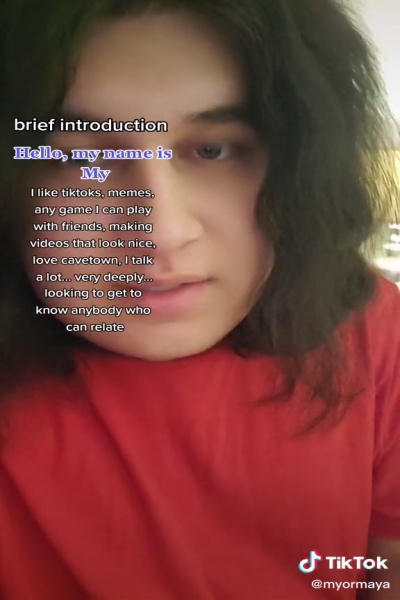 brief introduction
Hello, my name is
My
I like tiktoks, memes,
any game I can play
with friends, making
videos that look nice,
love cavetown, I talk
a lot... very deeply...
looking to get to
know anybody who
can relate
TikTok
@myormaya